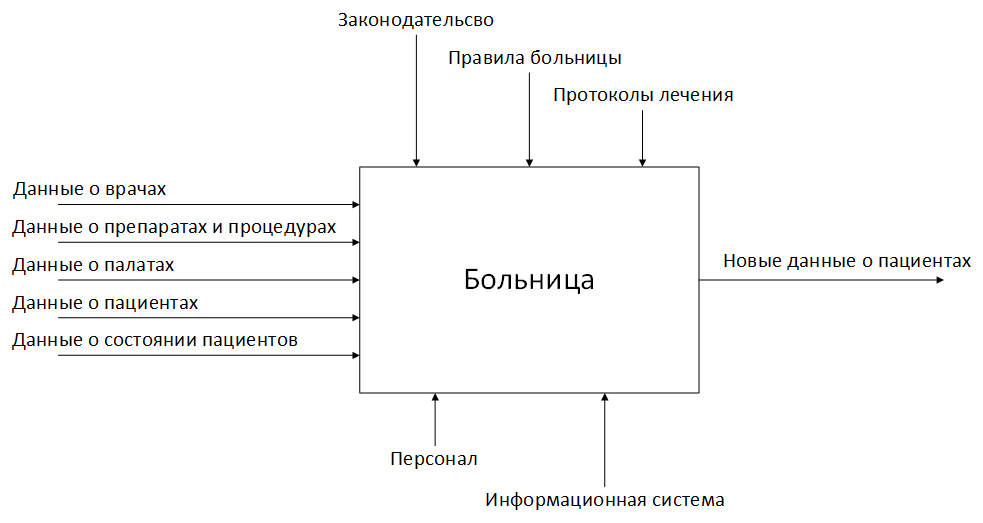 Законодательсво
Правила больницы
Протоколы лечения
Данные о врачах
Данные о препаратах и процедурах
Данные о палатах
Данные о пациентах
Данные о состоянии пациентов
Больница
Новые данные о пациентах
Персонал
Информационная система